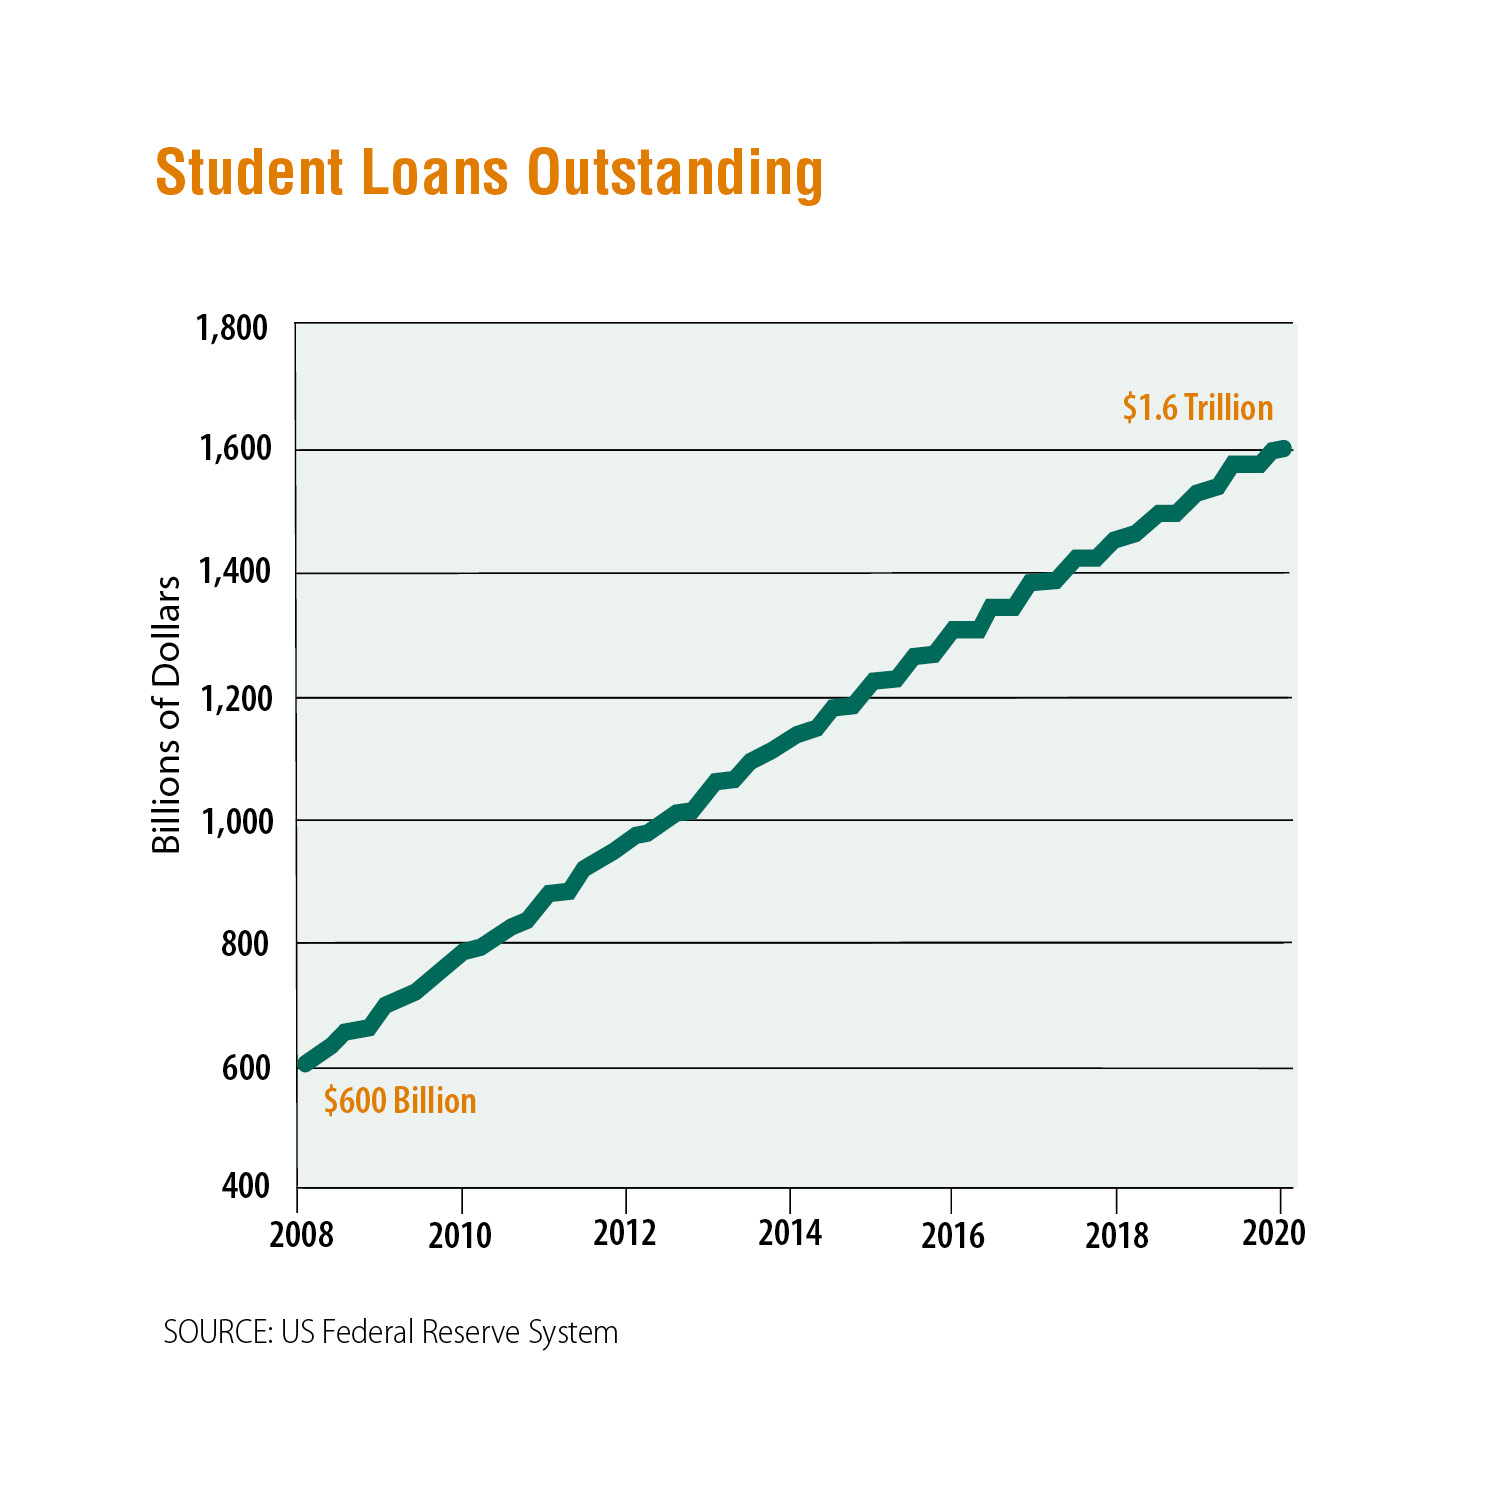 Student Loans Outstanding
1,800
$1.6 Trillion
1,600
1,400
1,200
Billions of Dollars
1,000
800
600
$600 Billion
400
2008 2010 2012 2014 2016 2018 2020
SOURCE: US Federal Reserve System